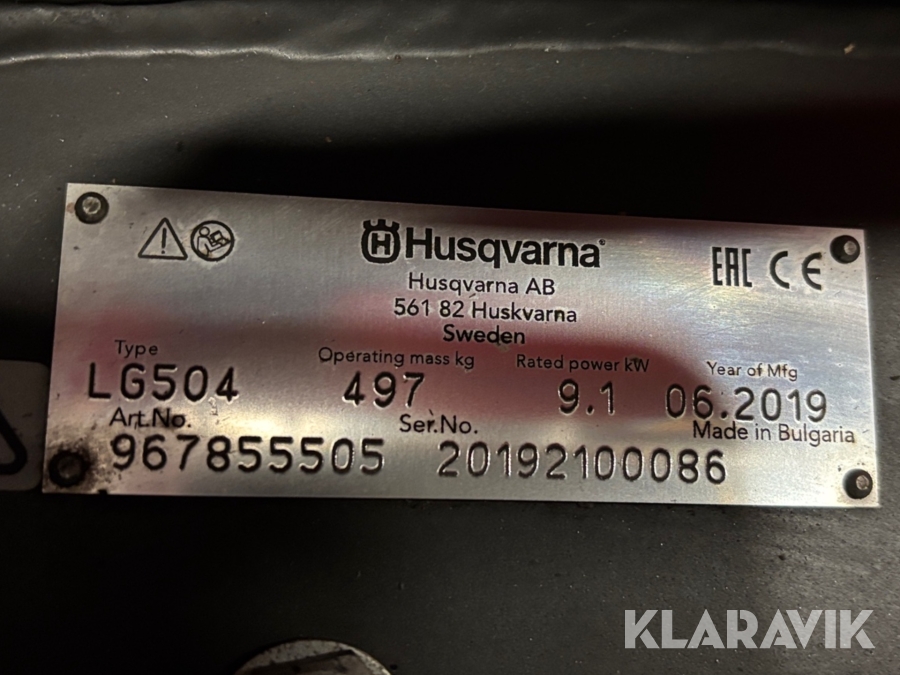 Husqvarna
Husqvarna AB
561 82 Huskvarna
Sweden
EAC CE
Type Operating mass kg Rated power kW Year of Mfg
LG504 497 9.1 06.2019
Art.No. Ser.No. Made in Bulgaria
967855505 20192100086
KLARAVIK